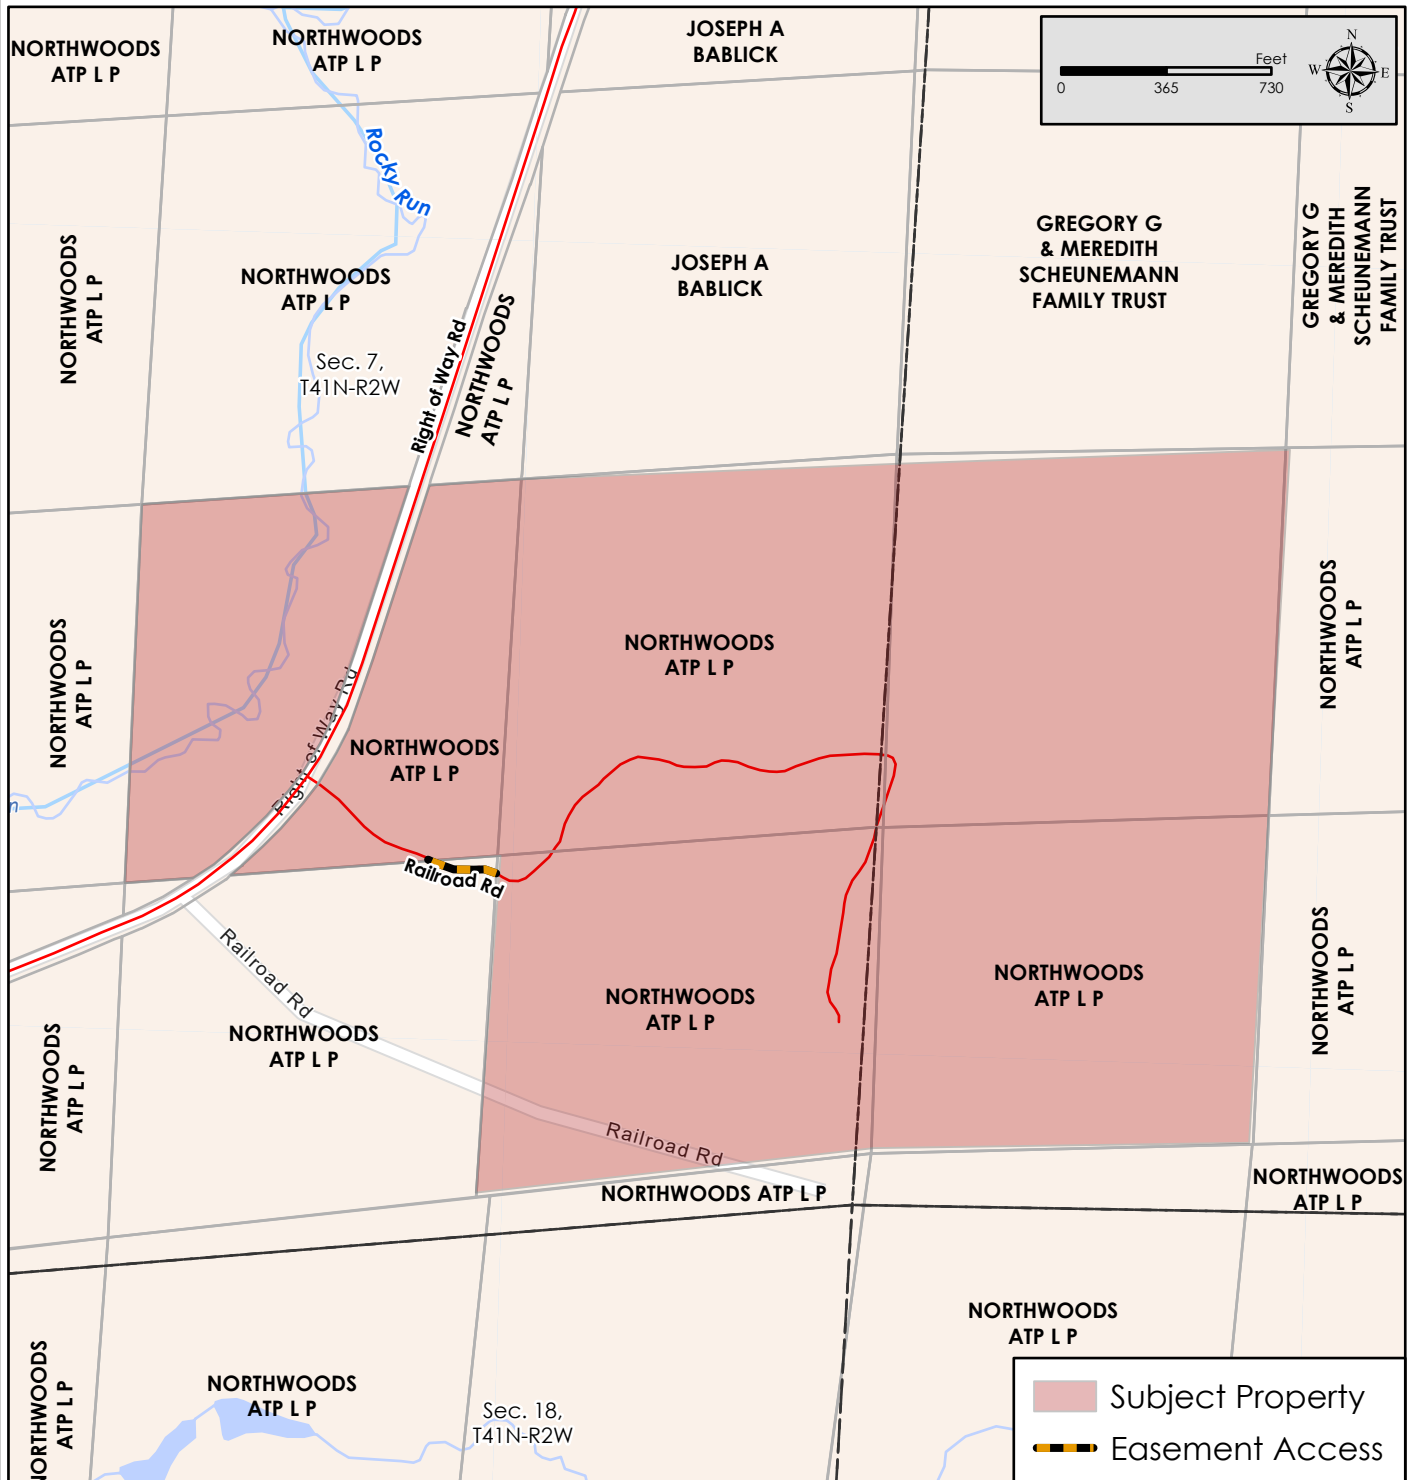 NORTHWOODS
ATP L P
NORTHWOODS
ATP L P
JOSEPH A
BABLICK
Feet
0 365 730
N
W E
S
Rocky Run
NORTHWOODS
ATP L P
NORTHWOODS
ATP L P
Sec. 7,
T41N-R2W
Right of Way Rd
NORTHWOODS
ATP L P
JOSEPH A
BABLICK
GREGORY G
& MEREDITH
SCHEUNEMANN
FAMILY TRUST
GREGORY G
& MEREDITH
SCHEUNEMANN
FAMILY TRUST
NORTHWOODS
ATP L P
Right of Way Rd
NORTHWOODS
ATP L P
NORTHWOODS
ATP L P
NORTHWOODS
ATP L P
n
Railroad Rd
Railroad Rd
NORTHWOODS
ATP L P
NORTHWOODS
ATP L P
NORTHWOODS
ATP L P
NORTHWOODS
ATP L P
NORTHWOODS
ATP L P
Railroad Rd
NORTHWOODS ATP L P
NORTHWOODS
ATP L P
NORTHWOODS
ATP L P
NORTHWOODS
ATP L P
NORTHWOODS
ATP L P
Sec. 18,
T41N-R2W
Subject Property
Easement Access